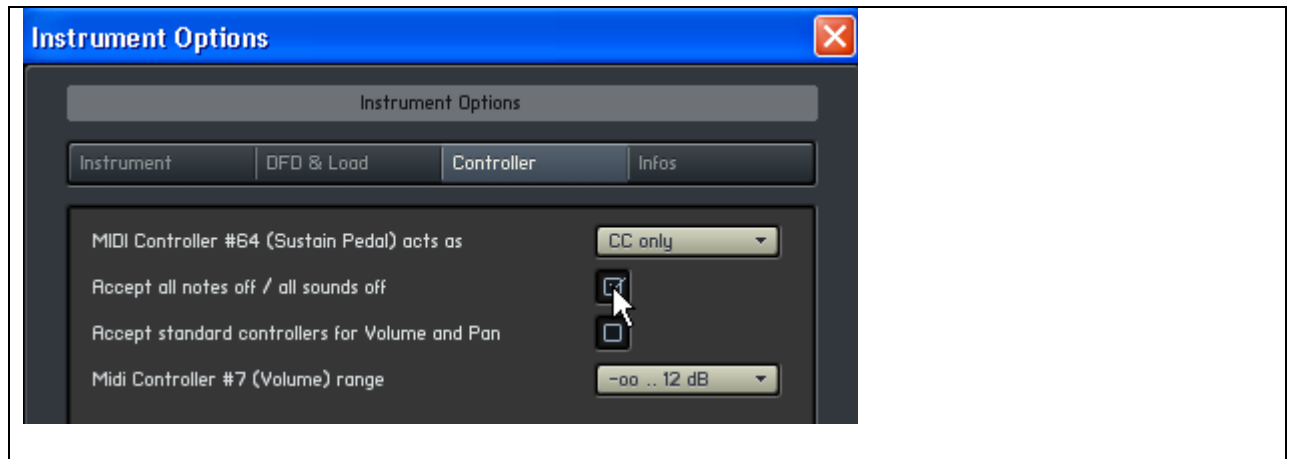 Instrument Options
Instrument Options
Instrument DFD & Load Controller Infos
MIDI Controller #64 (Sustain Pedal) acts as CC only
Accept all notes off / all sounds off
Accept standard controllers for Volume and Pan
Midi Controller #7 (Volume) range -oo .. 12 dB